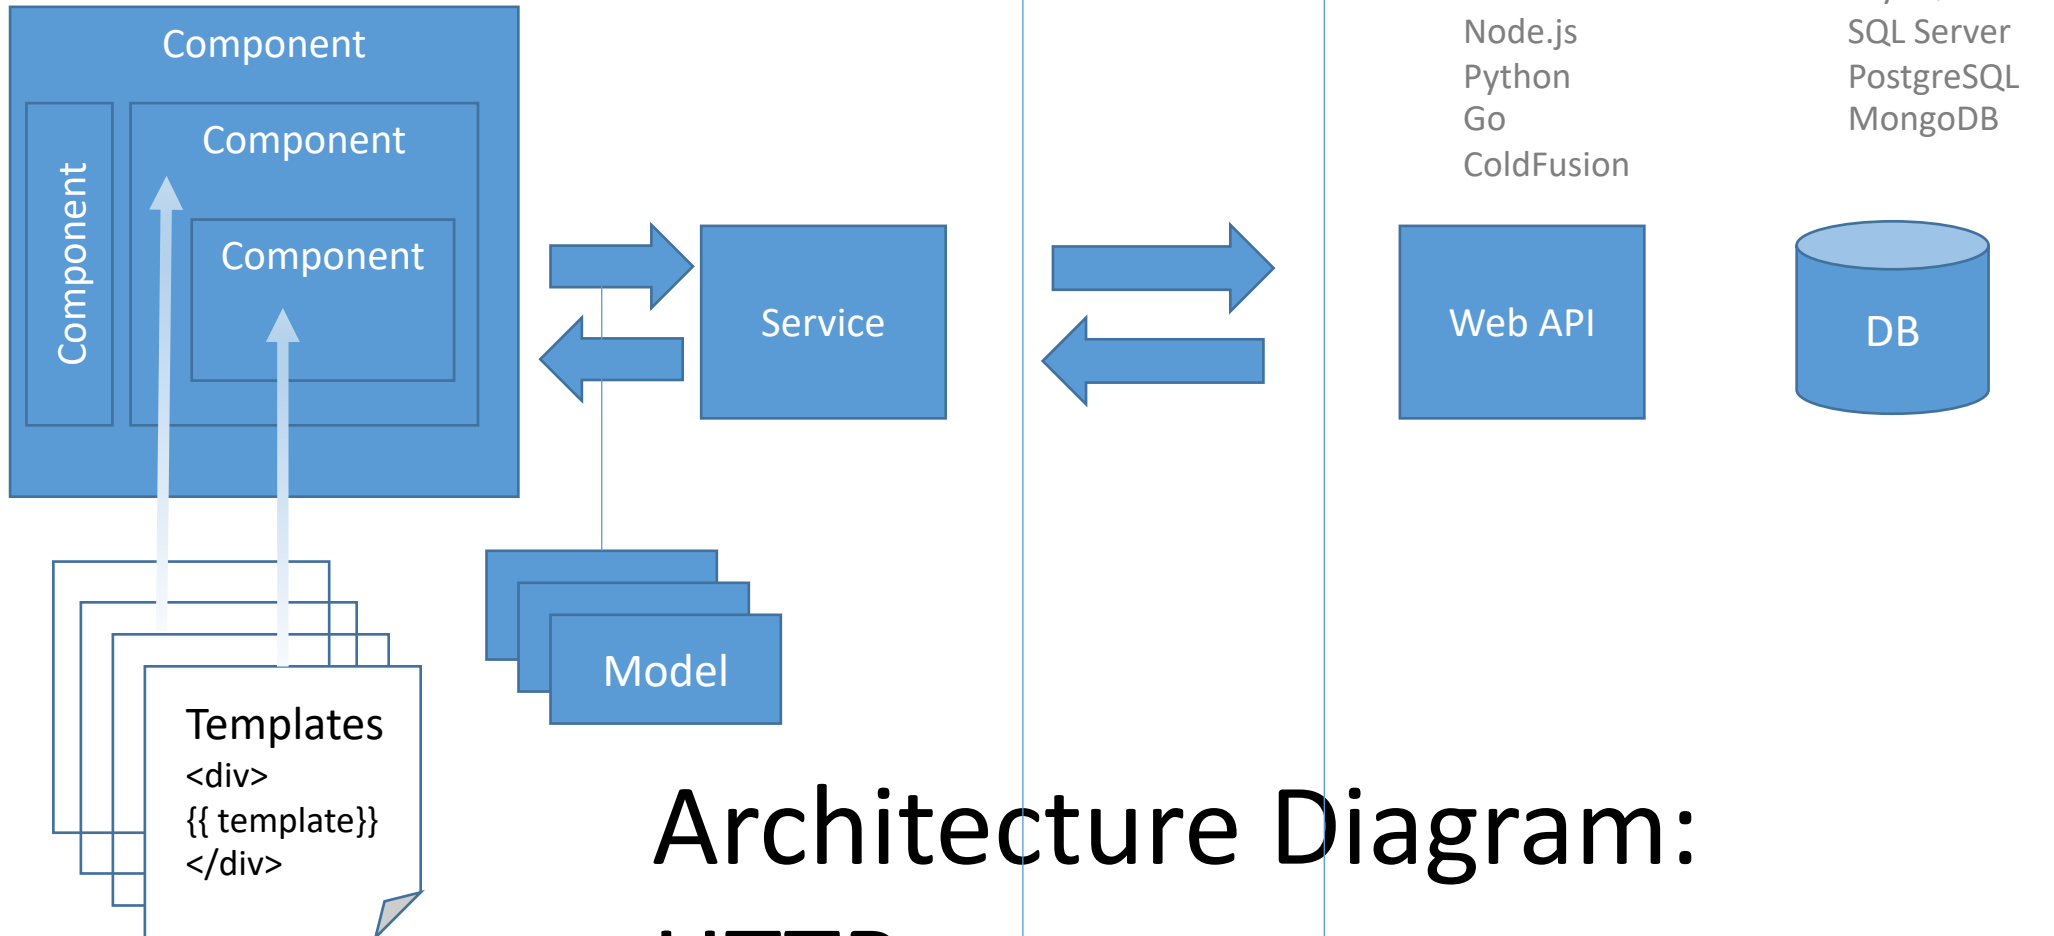 Component
Component
Component
Component
Node.js
Python
Go
ColdFusion
SQL Server
PostgreSQL
MongoDB
Service
Web API
DB
Model
Templates
<div>
{{ template}}
</div>
Architecture Diagram:
HTTP